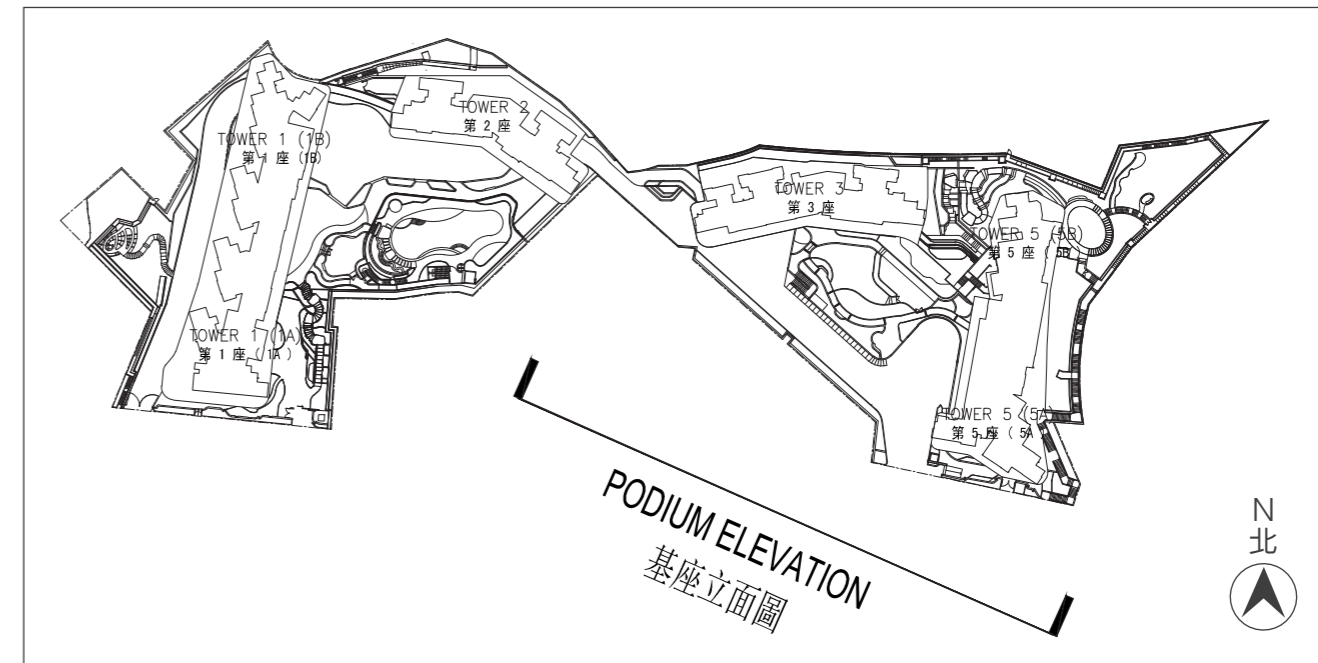 TOWER 2
第 2 座
TOWER 1 (1B)
第 1 座 (1B)
TOWER 3
第 3 座
TOWER 5 (5B)
第 5 座 ( 5B )
TOWER 1 (1A)
第 1 座 ( 1A )
TOWER 5 (5A)
第 5 座 ( 5A )
PODIUM ELEVATION
基座立面圖
N
北